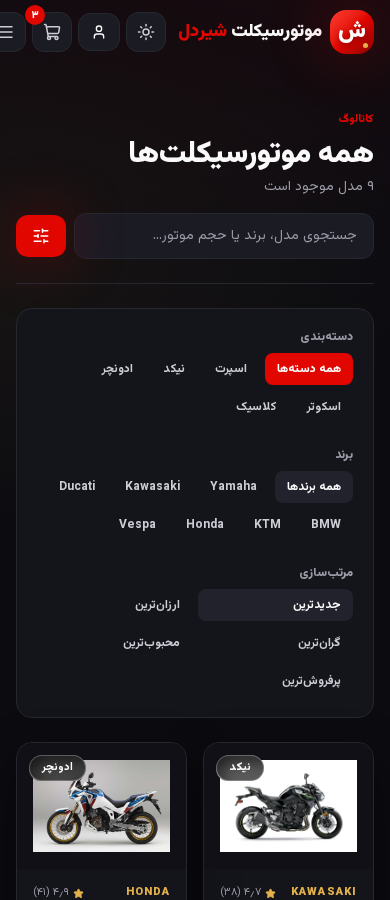 ش موتورسیکلت شیردل ۳
کاتالوگ
همه موتورسیکلت‌ها
۹ مدل موجود است
جستجوی مدل، برند یا حجم موتور...
دسته‌بندی
همه دسته‌ها اسپرت نیکد ادونچر
اسکوتر کلاسیک
برند
همه برندها Yamaha Kawasaki Ducati
BMW KTM Honda Vespa
مرتب‌سازی
جدیدترین ارزان‌ترین
گران‌ترین محبوب‌ترین
پرفروش‌ترین
نیکد ادونچر
KAWASAKI ۴٫۷ (۳۸) HONDA ۴٫۹ (۴۱)